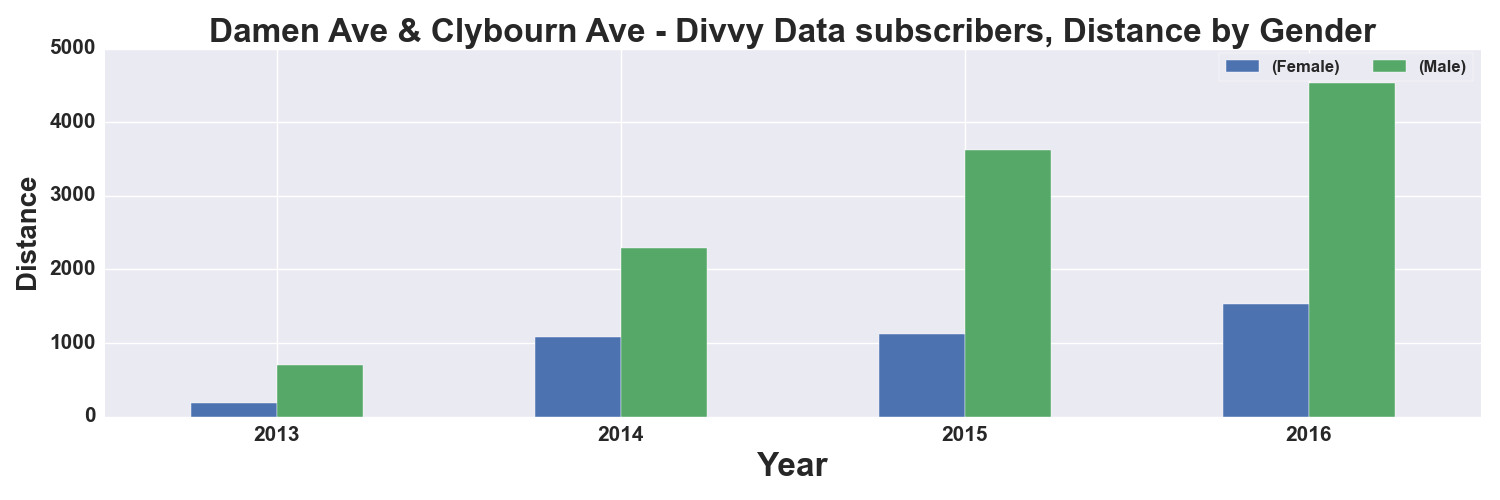 Damen Ave & Clybourn Ave - Divvy Data subscribers, Distance by Gender
(Female) (Male)
5000
4000
3000
2000
1000
0
Distance
2013 2014 2015 2016
Year